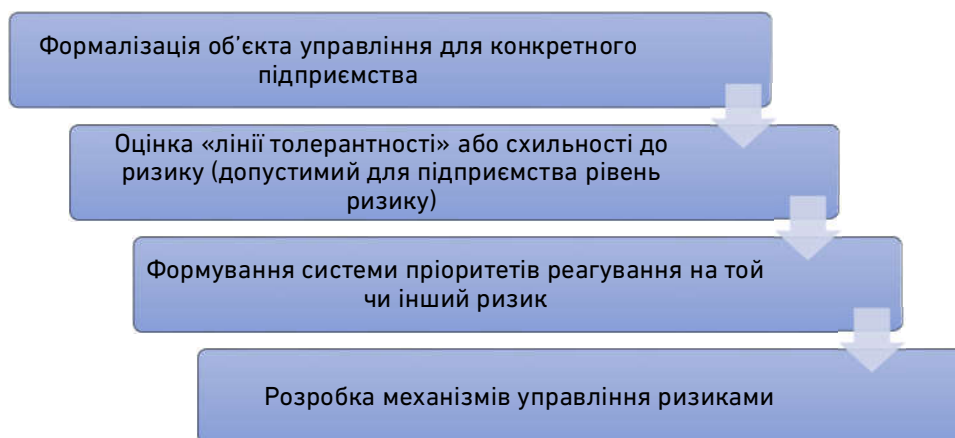 Формалізація об’єкта управління для конкретного
підприємства
Оцінка «лінії толерантності» або схильності до
ризику (допустимий для підприємства рівень
ризику)
Формування системи пріоритетів реагування на той
чи інший ризик
Розробка механізмів управління ризиками